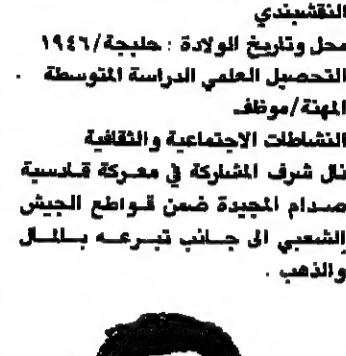 النقشبندي
محل وتاريخ الولادة : حلبجة/١٩٤٦
التحصيل العلمي الدراسة المتوسطة .
المهنة/موظف
النشاطات الاجتماعية والثقافية
نال شرف المشاركة في معركة قادسية
صدام المجيدة ضمن قواطع الجيش
الشعبي الى جانب تبرعه بالمال
والذهب .